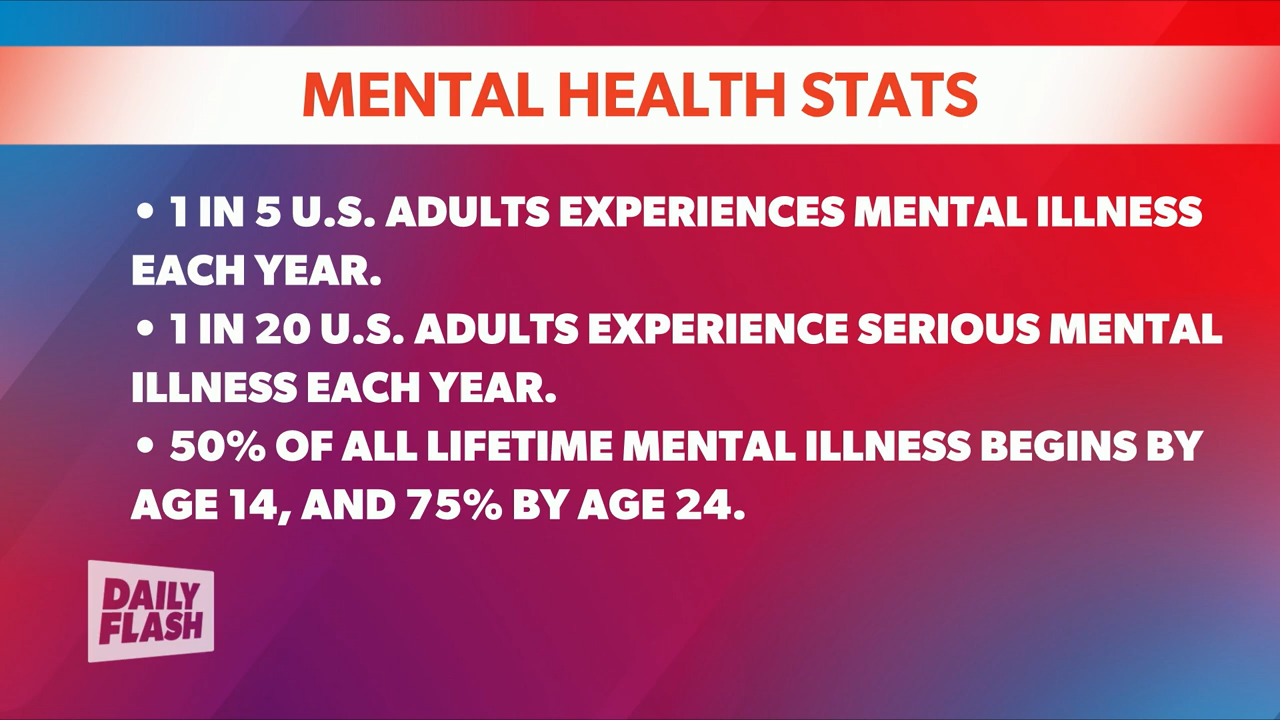 MENTAL HEALTH STATS
• 1 IN 5 U.S. ADULTS EXPERIENCES MENTAL ILLNESS
EACH YEAR.
• 1 IN 20 U.S. ADULTS EXPERIENCE SERIOUS MENTAL
ILLNESS EACH YEAR.
• 50% OF ALL LIFETIME MENTAL ILLNESS BEGINS BY
AGE 14, AND 75% BY AGE 24.
DAILY
FLASH